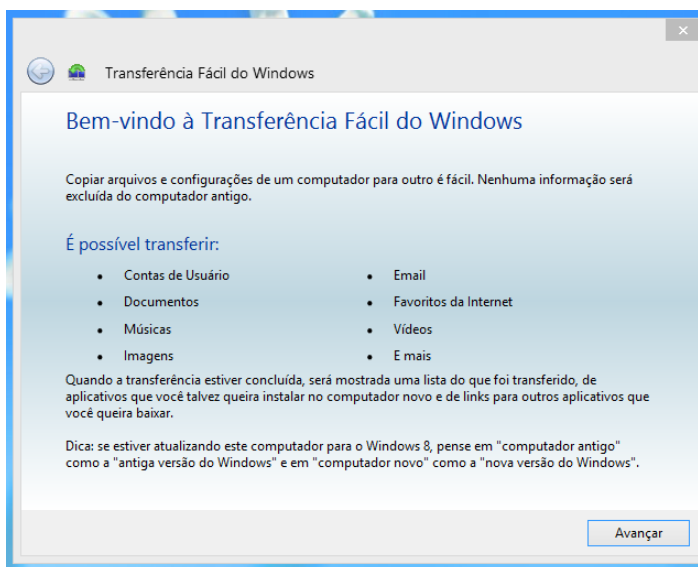 Transferência Fácil do Windows
Bem-vindo à Transferência Fácil do Windows
Copiar arquivos e configurações de um computador para outro é fácil. Nenhuma informação será
excluída do computador antigo.
É possível transferir:
• Contas de Usuário
• Email
• Documentos
• Favoritos da Internet
• Músicas
• Vídeos
• Imagens
• E mais
Quando a transferência estiver concluída, será mostrada uma lista do que foi transferido, de
aplicativos que você talvez queira instalar no computador novo e de links para outros aplicativos que
você queira baixar.
Dica: se estiver atualizando este computador para o Windows 8, pense em "computador antigo"
como a "antiga versão do Windows" e em "computador novo" como a "nova versão do Windows".
Avançar